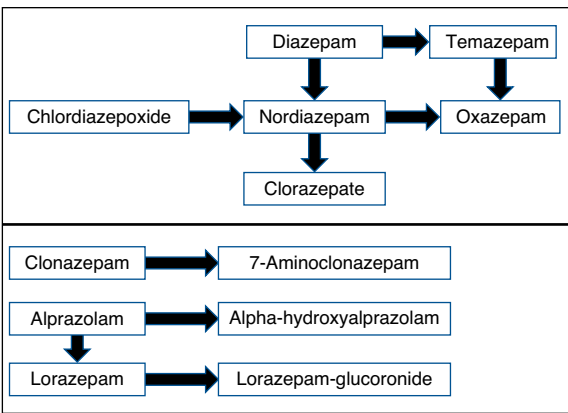 Diazepam
Temazepam
Chlordiazepoxide
Nordiazepam
Oxazepam
Clorazepate
Clonazepam
7-Aminoclonazepam
Alprazolam
Alpha-hydroxyalprazolam
Lorazepam
Lorazepam-glucoronide